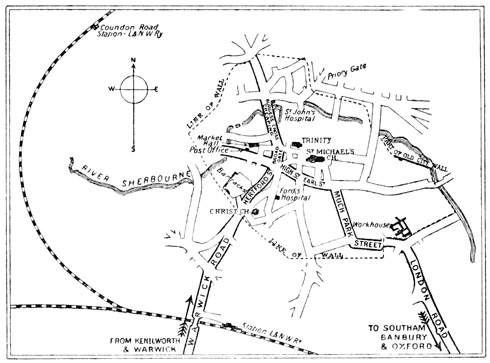 Coundon Road
Station-L&NWRy
N
W
E
S
Priory Gate
LINE OF WALL
St John's
Hospital
Market
Hall
Post Office
TRINITY
ST MICHAEL'S
CH.
LINE OF OLD CITY WALL
RIVER SHERBOURNE
Barracks
HERTFORD ST
HIGH ST
EARL ST
Ford's
Hospital
CHRIST CH.
MUCH PARK
STREET
Workhouse
LINE OF WALL
WARWICK ROAD
LONDON ROAD
Station L&NWRy
FROM KENILWORTH
& WARWICK
TO SOUTHAM
BANBURY
& OXFORD